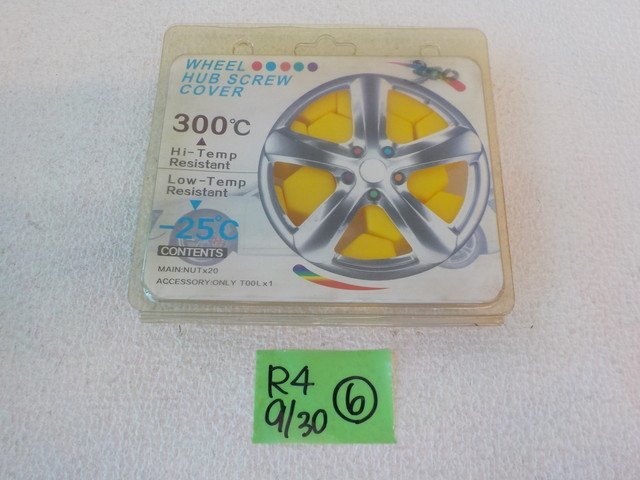 WHEEL
HUB SCREW
COVER
300℃
Hi-Temp
Resistant
Low-Temp
Resistant
-25℃
CONTENTS
MAIN:NUTx20
ACCESSORY:ONLY TOOLx1
R4
9/30
⑥